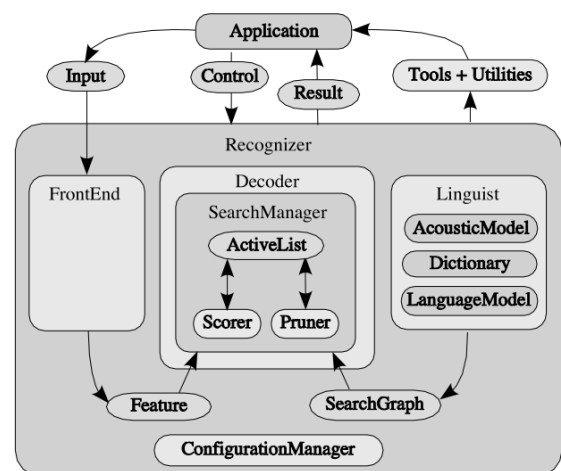 Application
Input
Control
Result
Tools + Utilities
Recognizer
FrontEnd
Decoder
SearchManager
ActiveList
Scorer
Pruner
Linguist
AcousticModel
Dictionary
LanguageModel
Feature
SearchGraph
ConfigurationManager